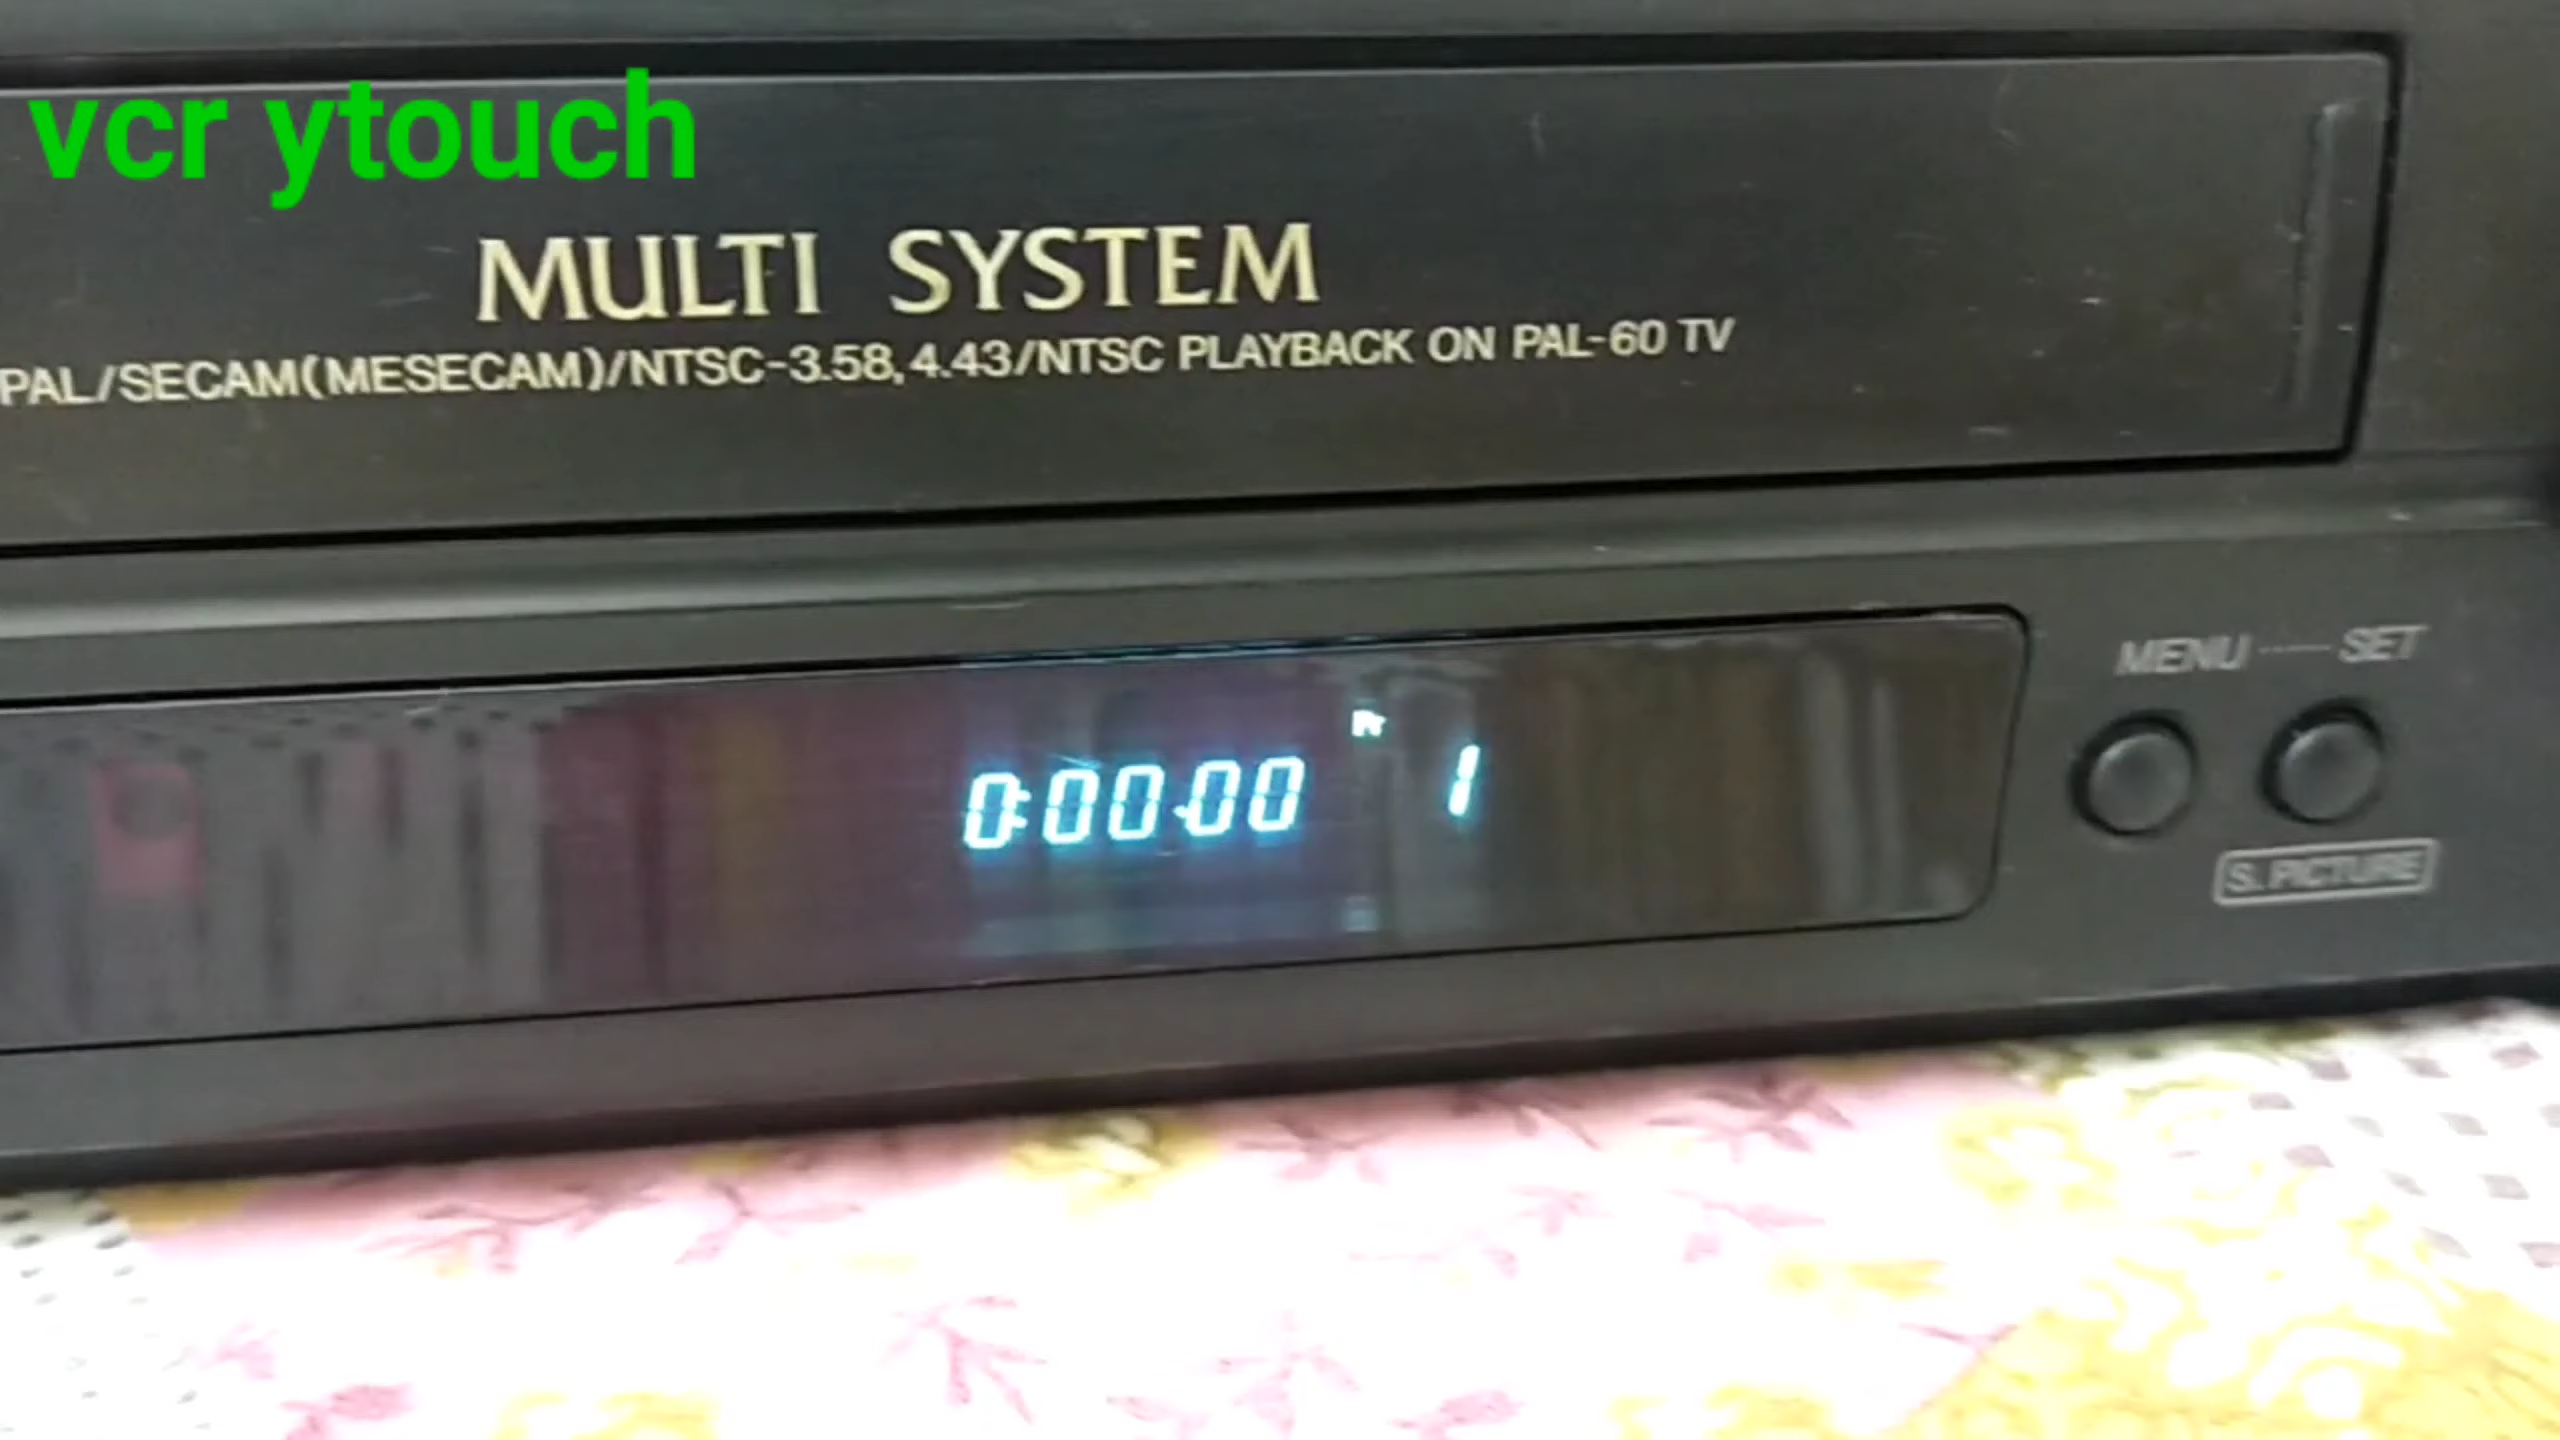 vcr ytouch
MULTI SYSTEM
PAL/SECAM(MESECAM)/NTSC-3.58,4.43/NTSC PLAYBACK ON PAL-60 TV
MENU ---- SET
Pr
0:00.00 1
S. PICTURE